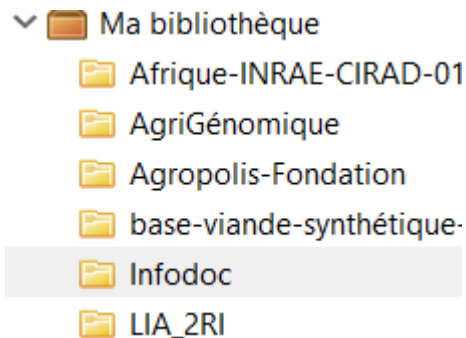 Ma bibliothèque
Afrique-INRAE-CIRAD-01
AgriGénomique
Agropolis-Fondation
base-viande-synthétique-
Infodoc
LIA_2RI